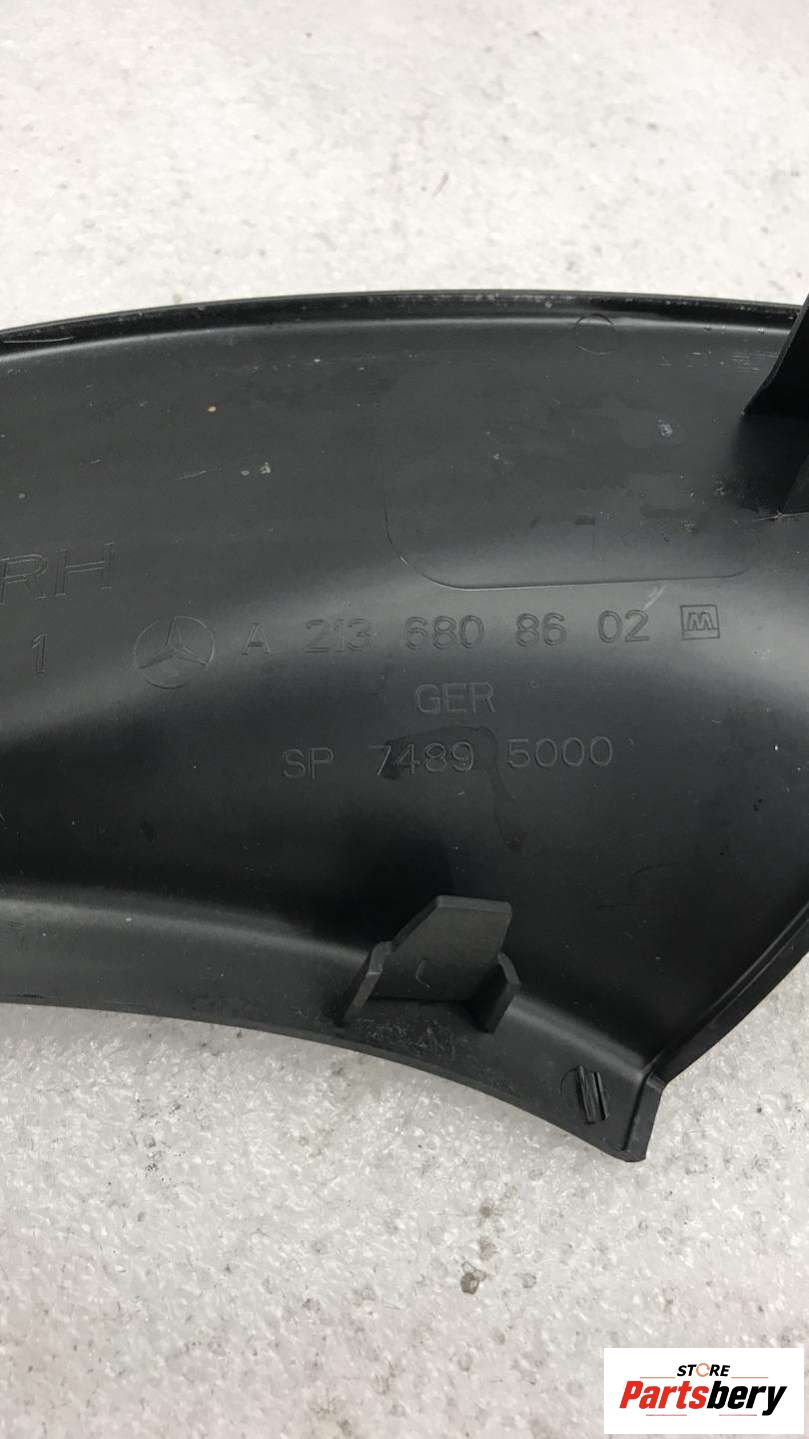 RH
1 A 213 680 86 02 M
GER
SP 7489 5000
STORE
Partsbery